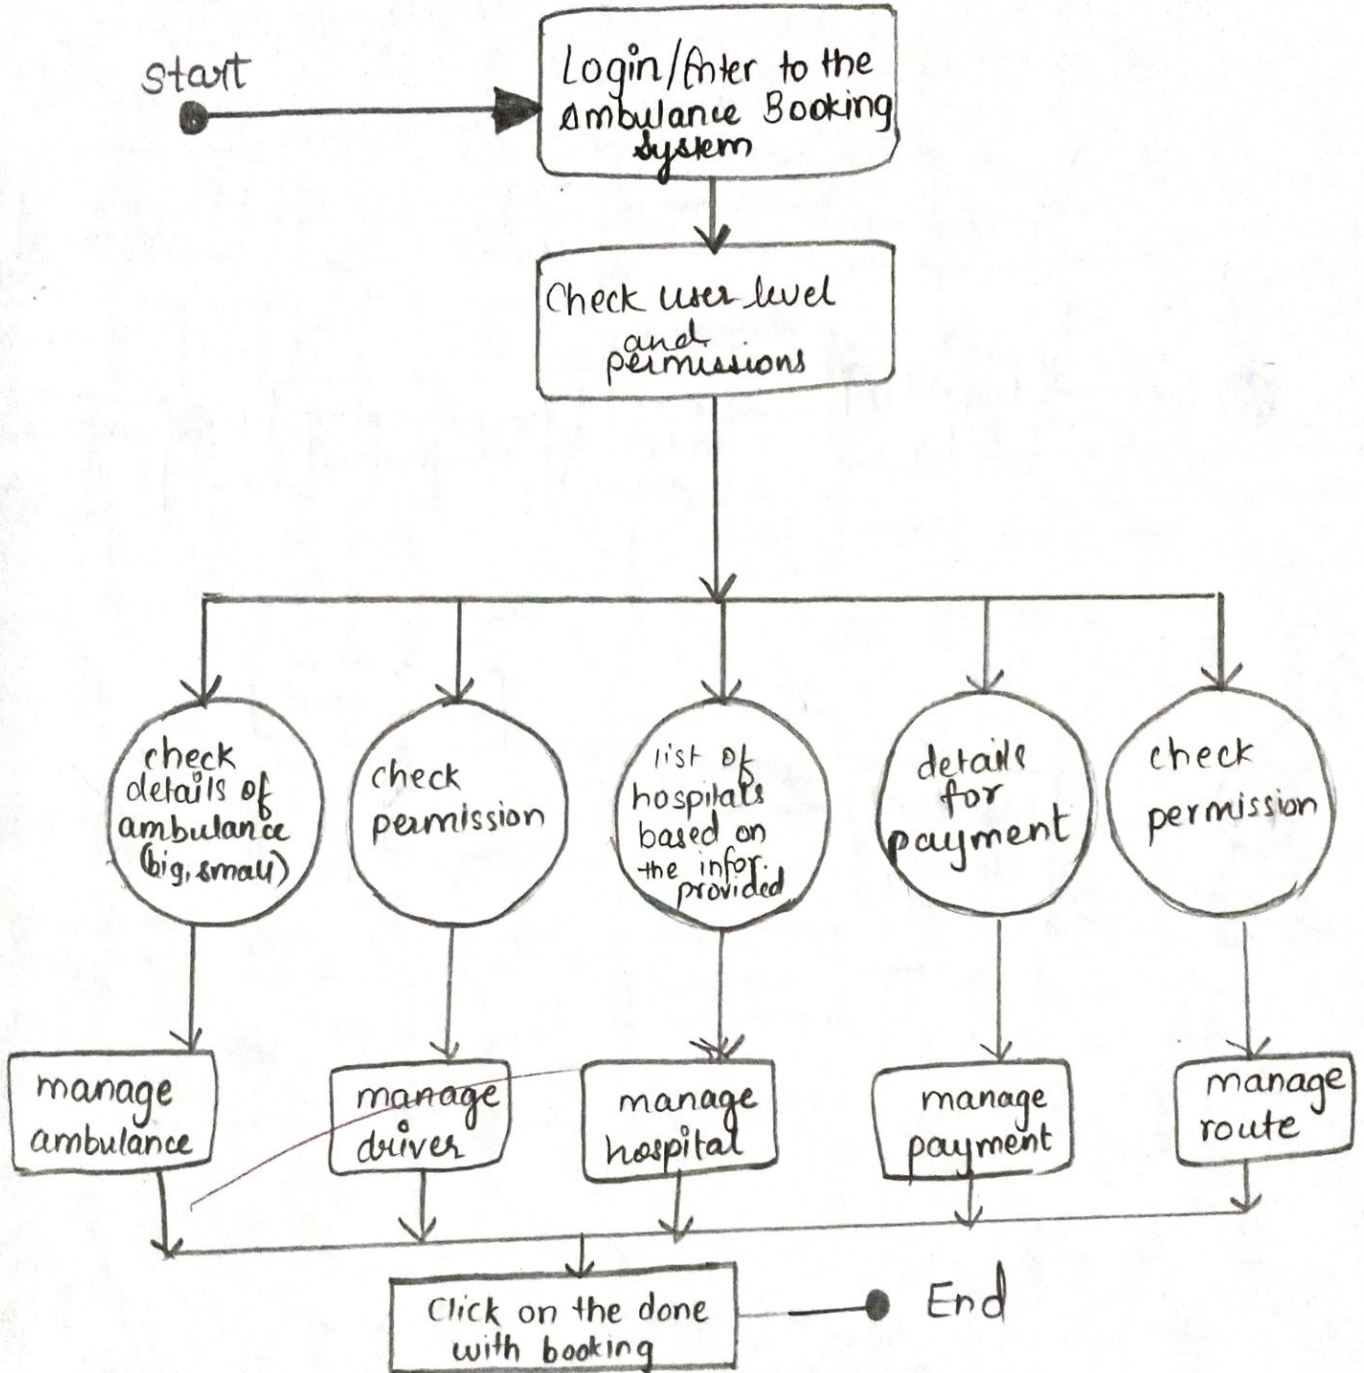 Start
Login/Enter to the
Ambulance Booking
System
Check user level
and
permissions
check
details of
ambulance
(big, small)
check
permission
list of
hospitals
based on
the infor.
provided
details
for
payment
check
permission
manage
ambulance
manage
driver
manage
hospital
manage
payment
manage
route
Click on the done
with booking
End